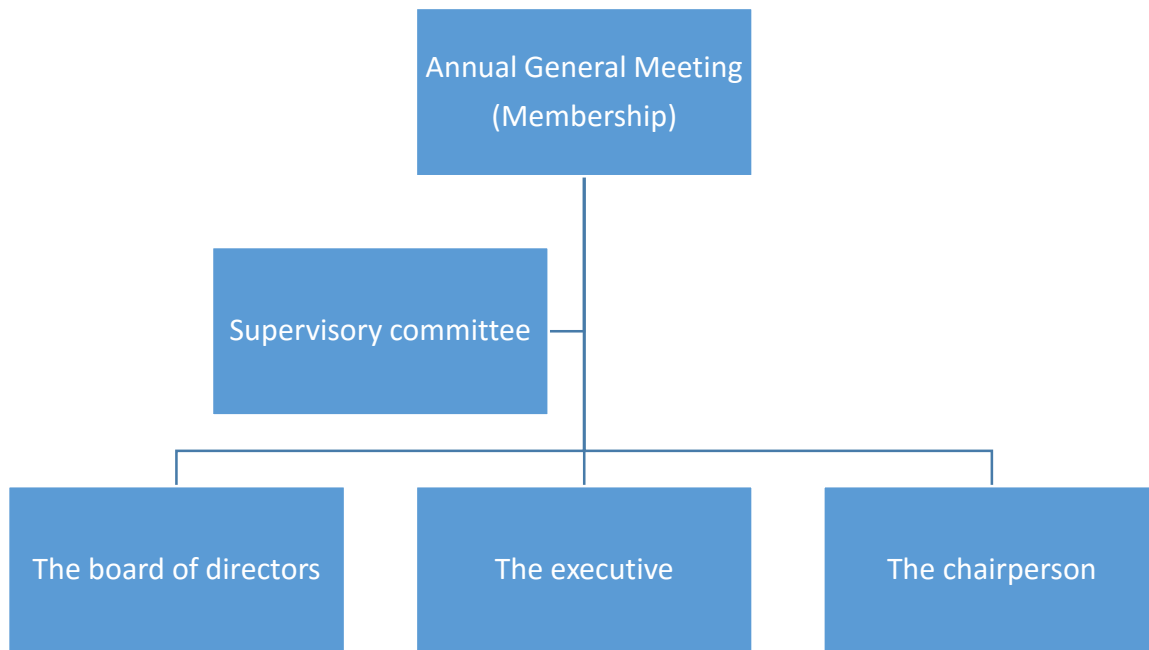 Annual General Meeting
(Membership)
Supervisory committee
The board of directors
The executive
The chairperson